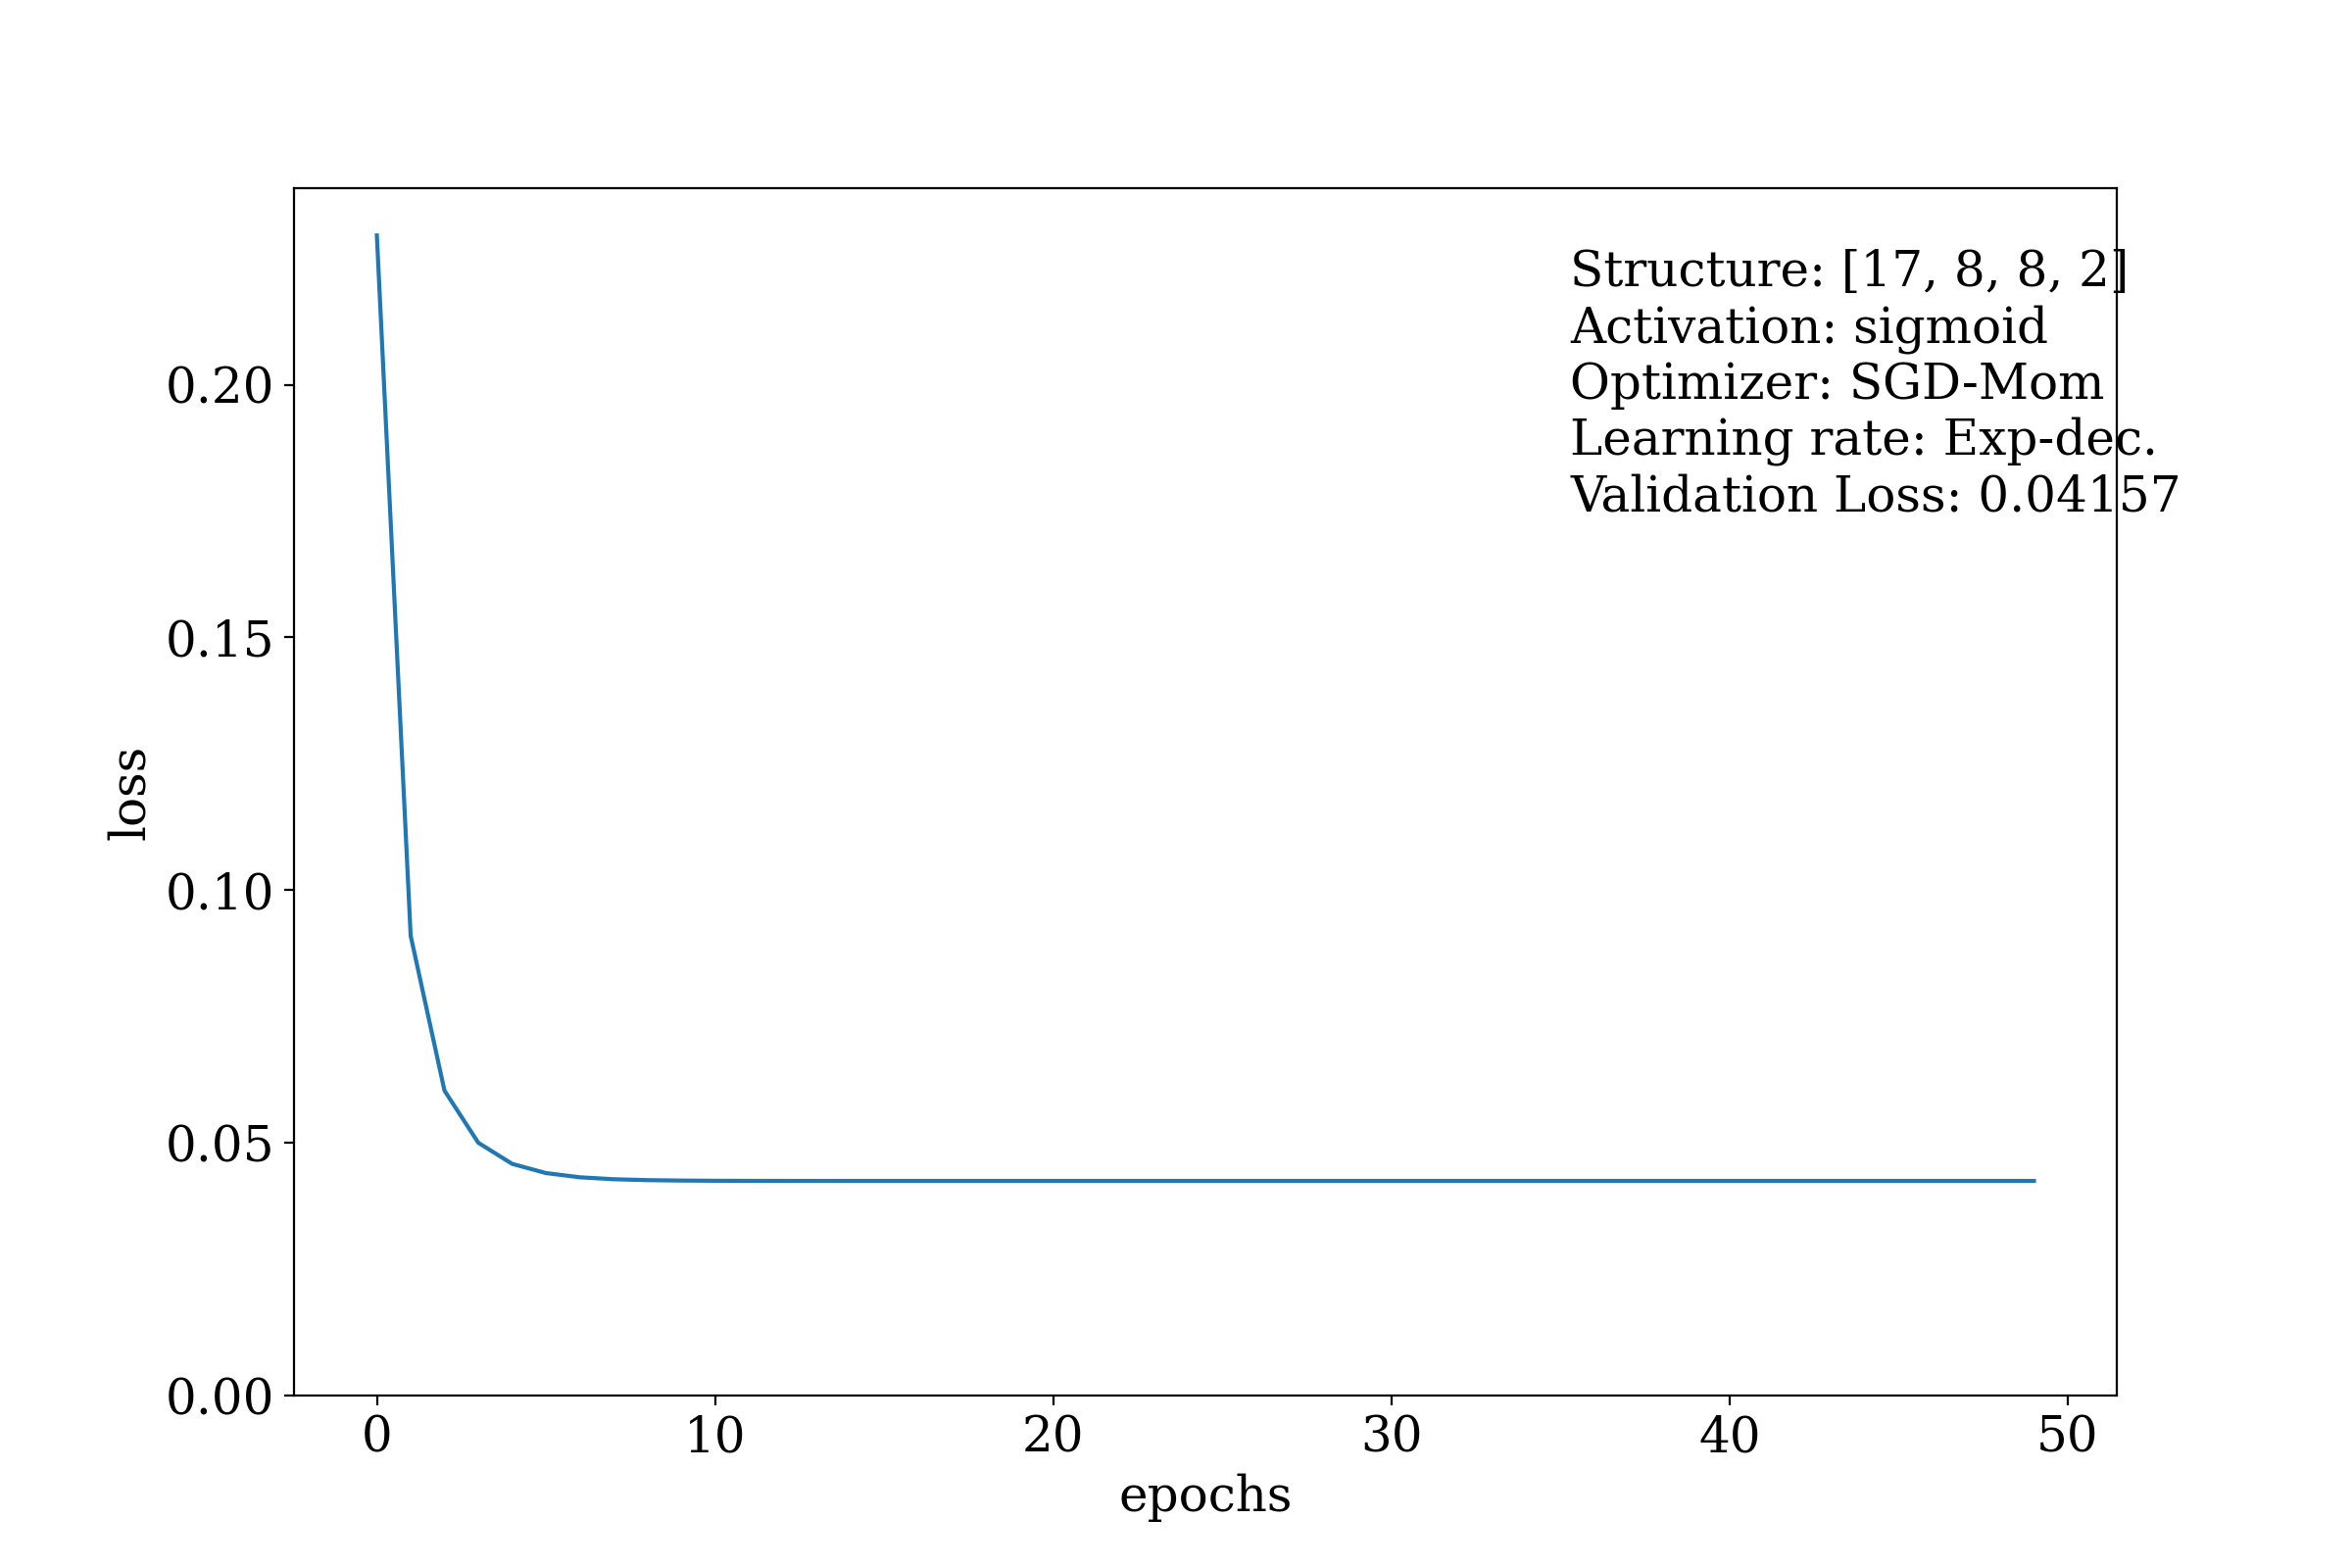 Structure: [17, 8, 8, 2]
Activation: sigmoid
Optimizer: SGD-Mom
Learning rate: Exp-dec.
Validation Loss: 0.04157
0.20
0.15
0.10
0.05
0.00
loss
0 10 20 30 40 50
epochs